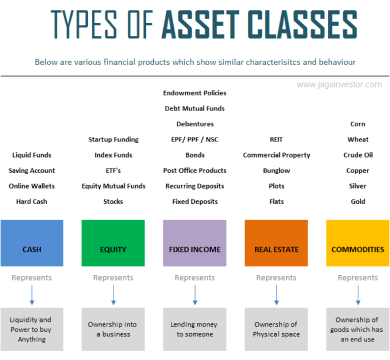 TYPES OF ASSET CLASSES
Below are various financial products which show similar characterisitcs and behaviour
www.jagoinvestor.com
Endowment Policies
Debt Mutual Funds
Debentures
Corn
Startup Funding
EPF/ PPF / NSC
REIT
Wheat
Liquid Funds
Index Funds
Bonds
Commercial Property
Crude Oil
Saving Account
ETF's
Post Office Products
Bunglow
Copper
Online Wallets
Equity Mutual Funds
Recurring Deposits
Plots
Silver
Hard Cash
Stocks
Fixed Deposits
Flats
Gold
CASH
EQUITY
FIXED INCOME
REAL ESTATE
COMMODITIES
Represents
Represents
Represents
Represents
Represents
Liquidity and
Power to buy
Anything
Ownership into
a business
Lending money
to someone
Ownership of
Physical space
Ownership of
goods which has
an end use